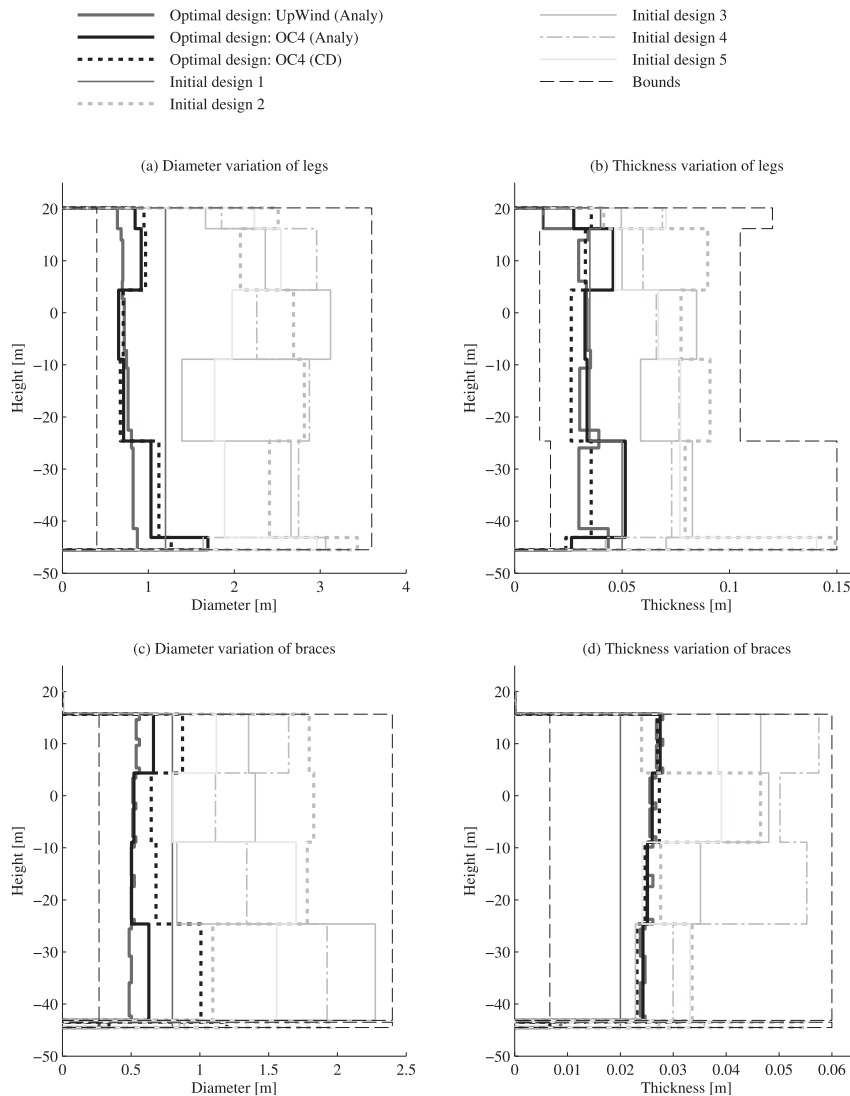 Optimal design: UpWind (Analy)
Optimal design: OC4 (Analy)
Optimal design: OC4 (CD)
Initial design 1
Initial design 2
Initial design 3
Initial design 4
Initial design 5
Bounds
(a) Diameter variation of legs
20
10
0
−10
−20
−30
−40
−50
Height [m]
0 1 2 3 4
Diameter [m]
(b) Thickness variation of legs
20
10
0
−10
−20
−30
−40
−50
Height [m]
0 0.05 0.1 0.15
Thickness [m]
(c) Diameter variation of braces
20
10
0
−10
−20
−30
−40
−50
Height [m]
0 0.5 1 1.5 2 2.5
Diameter [m]
(d) Thickness variation of braces
20
10
0
−10
−20
−30
−40
−50
Height [m]
0 0.01 0.02 0.03 0.04 0.05 0.06
Thickness [m]